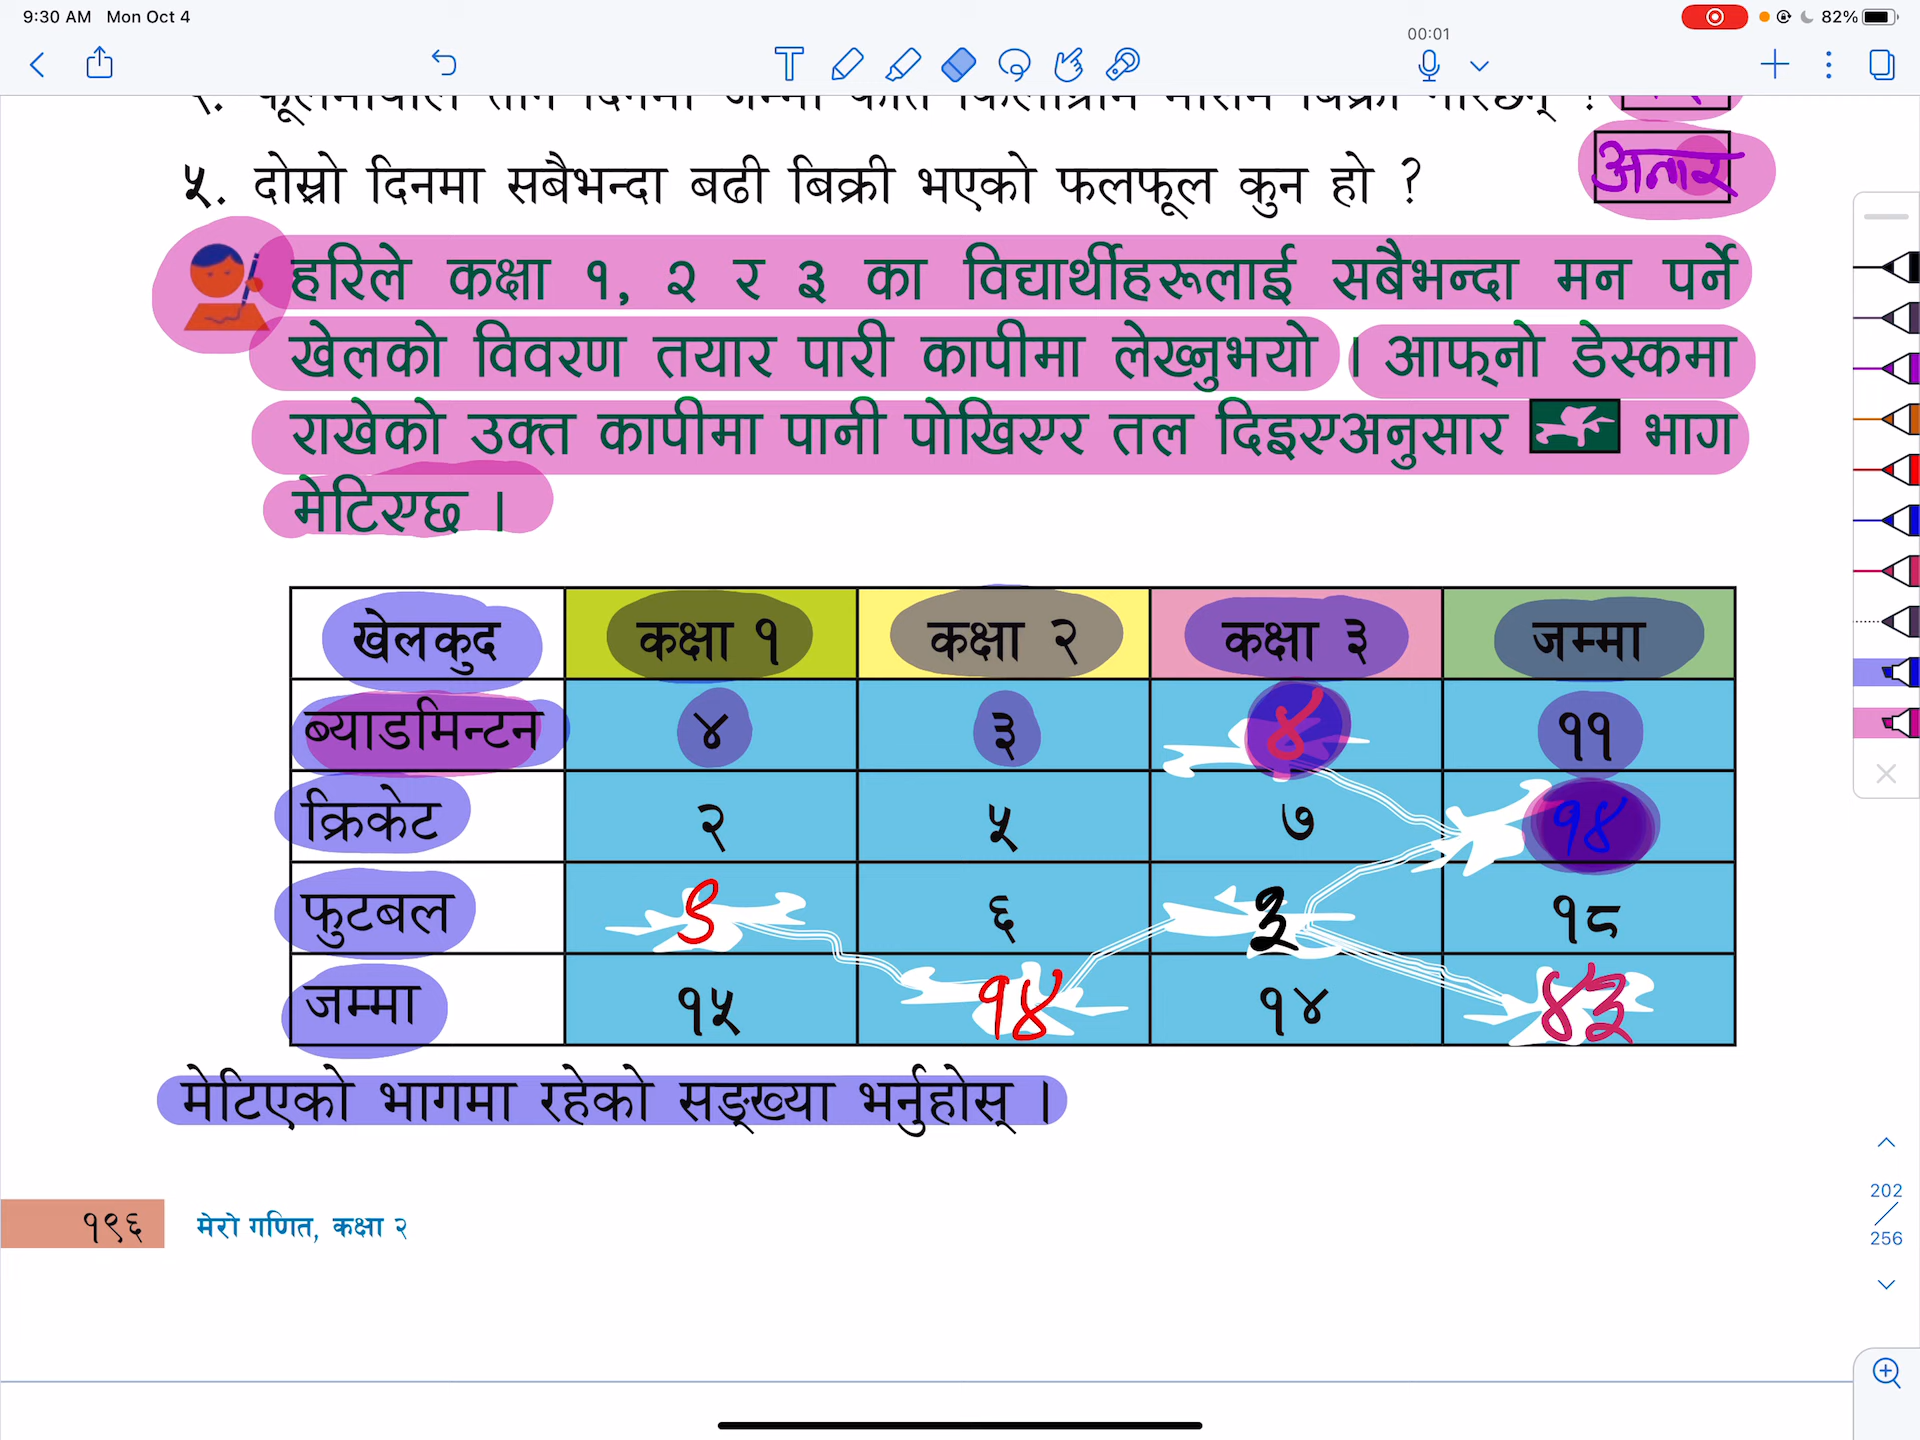 9:30 AM Mon Oct 4
82%
00:01
५. दोस्रो दिनमा सबैभन्दा बढी बिक्री भएको फलफूल कुन हो ? अनार
हरिले कक्षा १, २ र ३ का विद्यार्थीहरूलाई सबैभन्दा मन पर्ने
खेलको विवरण तयार पारी कापीमा लेख्नुभयो । आफ्नो डेस्कमा
राखेको उक्त कापीमा पानी पोखिएर तल दिइएअनुसार भाग
मेटिएछ ।
खेलकुद कक्षा १ कक्षा २ कक्षा ३ जम्मा
ब्याडमिन्टन ४ ३ ४ ११
क्रिकेट २ ५ ७ १४
फुटबल ९ ६ ३ १८
जम्मा १५ १४ १४ ४३
मेटिएको भागमा रहेको सङ्ख्या भर्नुहोस् ।
202
256
१९६ मेरो गणित, कक्षा २